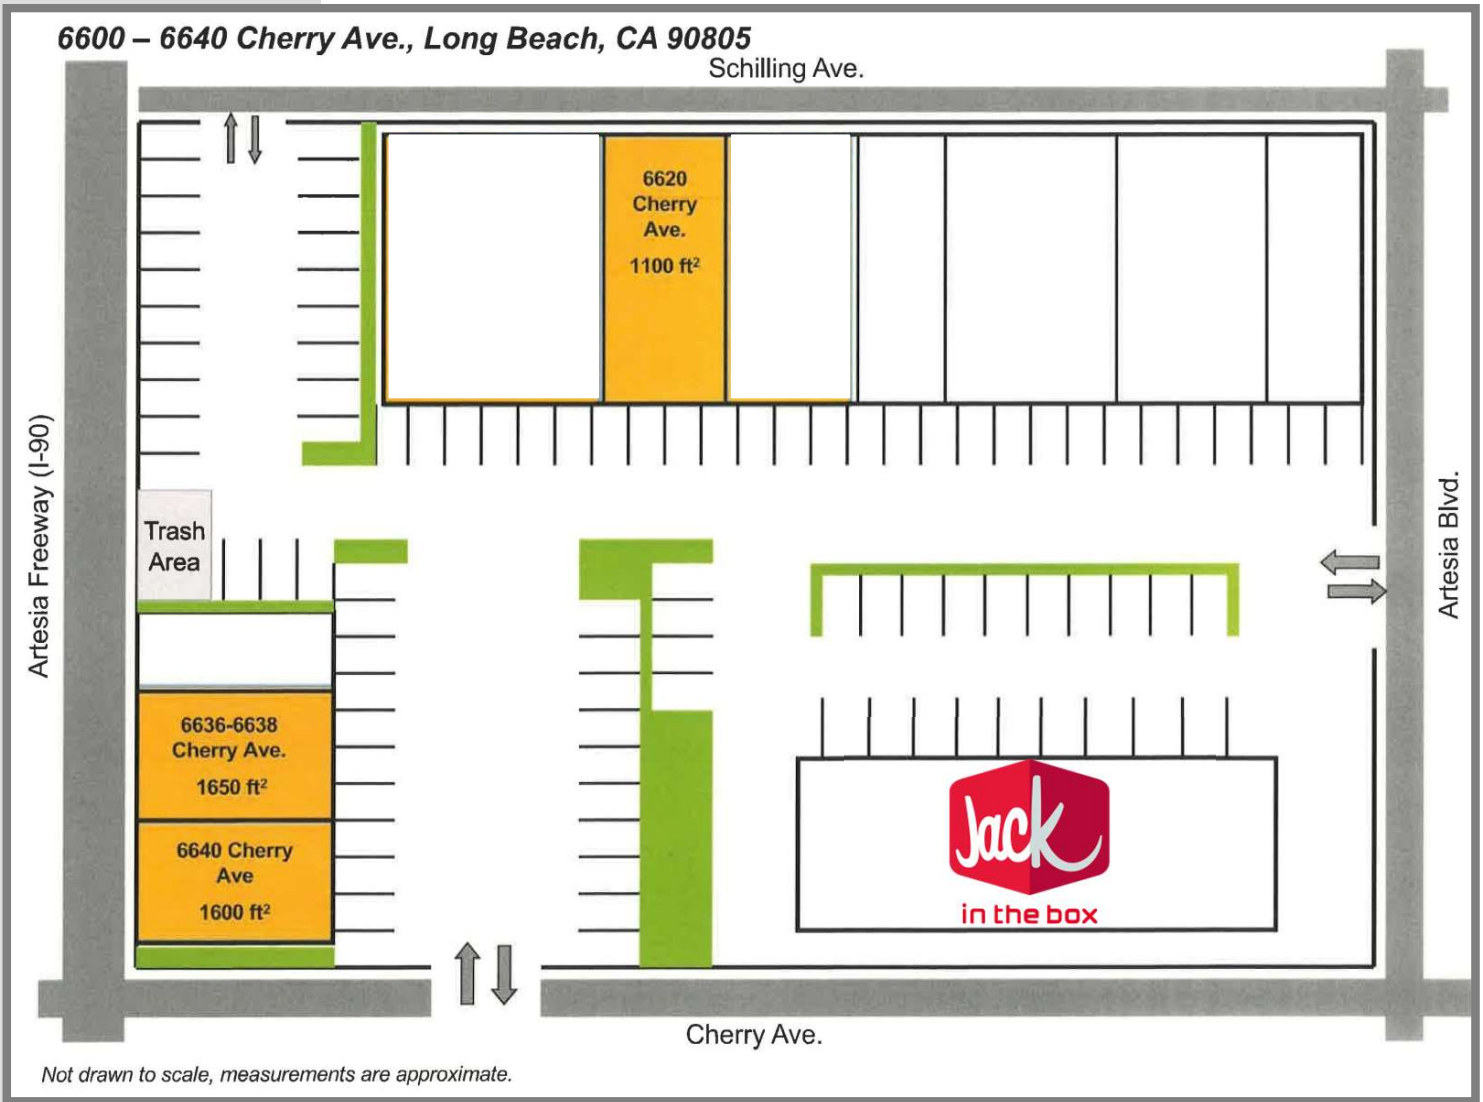 6600 – 6640 Cherry Ave., Long Beach, CA 90805
Schilling Ave.
6620
Cherry
Ave.
1100 ft²
Artesia Freeway (I-90)
Artesia Blvd.
Trash
Area
6636-6638
Cherry Ave.
1650 ft²
6640 Cherry
Ave
1600 ft²
Jack
in the box
Cherry Ave.
Not drawn to scale, measurements are approximate.